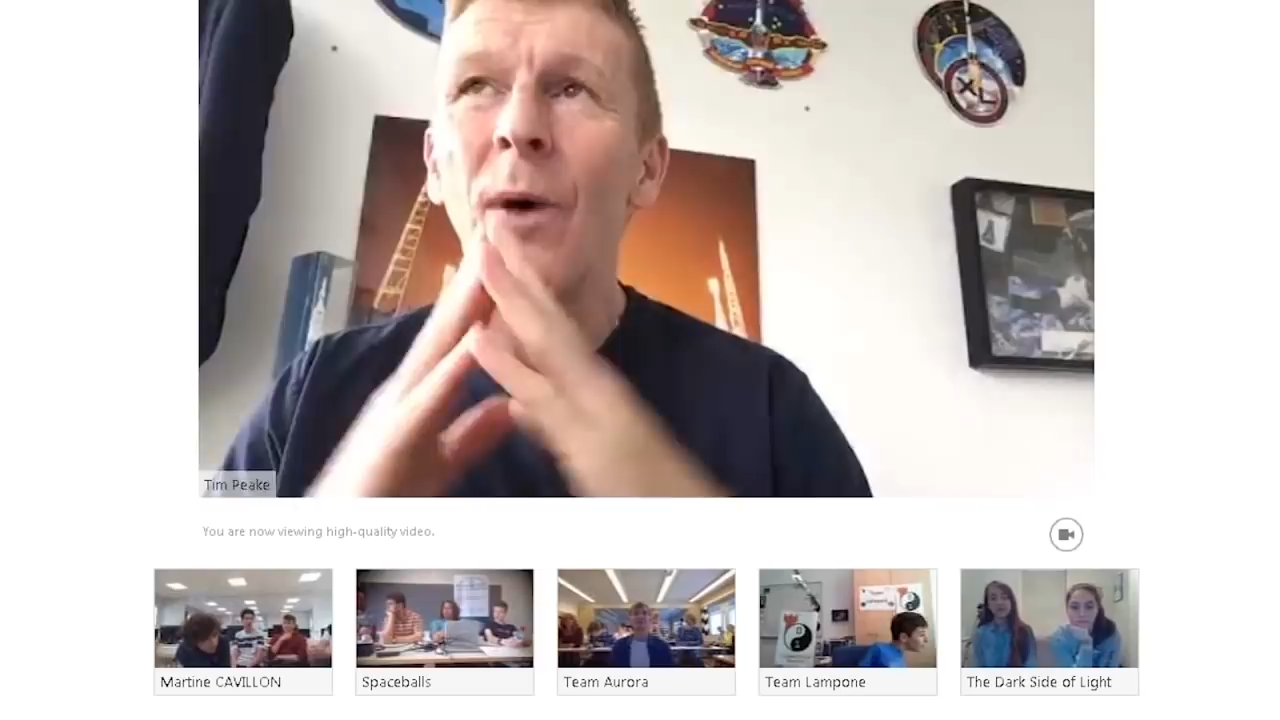 XL
Tim Peake
You are now viewing high-quality video.
Martine CAVILLON
Spaceballs
Team Aurora
Team Lampone
The Dark Side of Light